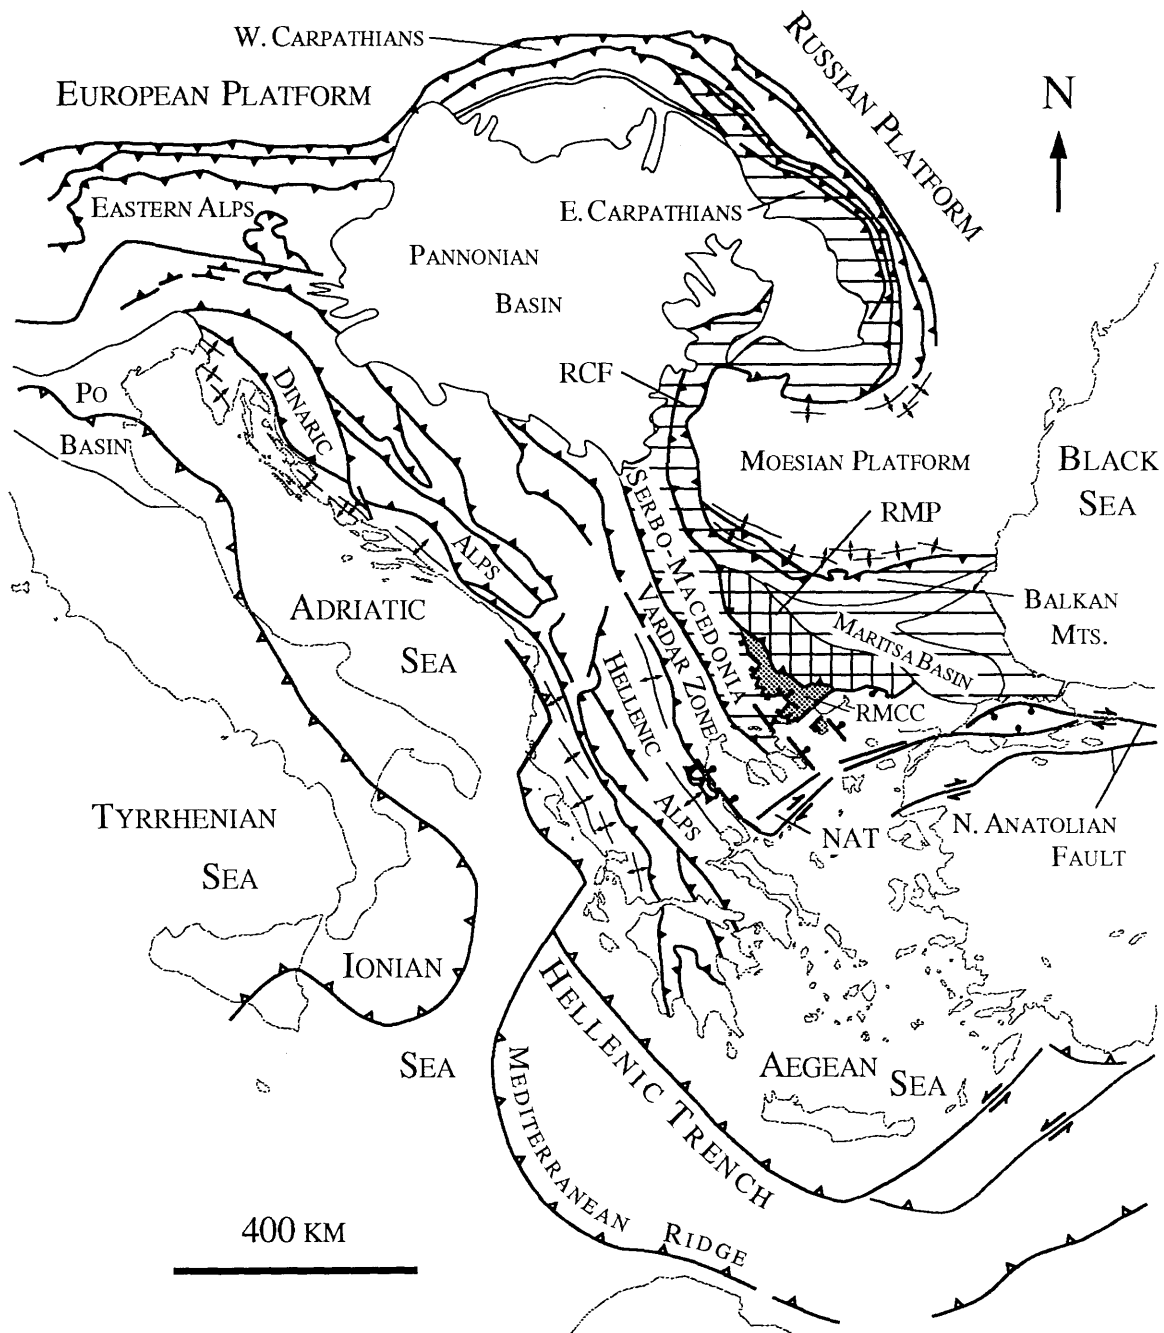 W. CARPATHIANS
EUROPEAN PLATFORM
RUSSIAN PLATFORM
N
EASTERN ALPS
E. CARPATHIANS
PANNONIAN
BASIN
RCF
PO
BASIN
DINARIC
ALPS
MOESIAN PLATFORM
BLACK
SEA
RMP
SERBO-MACEDONIA
VARDAR ZONE
BALKAN
MTS.
MARITSA BASIN
ADRIATIC
SEA
HELLENIC
ALPS
RMCC
NAT
N. ANATOLIAN
FAULT
TYRRHENIAN
SEA
IONIAN
SEA
HELLENIC TRENCH
AEGEAN SEA
MEDITERRANEAN RIDGE
400 KM